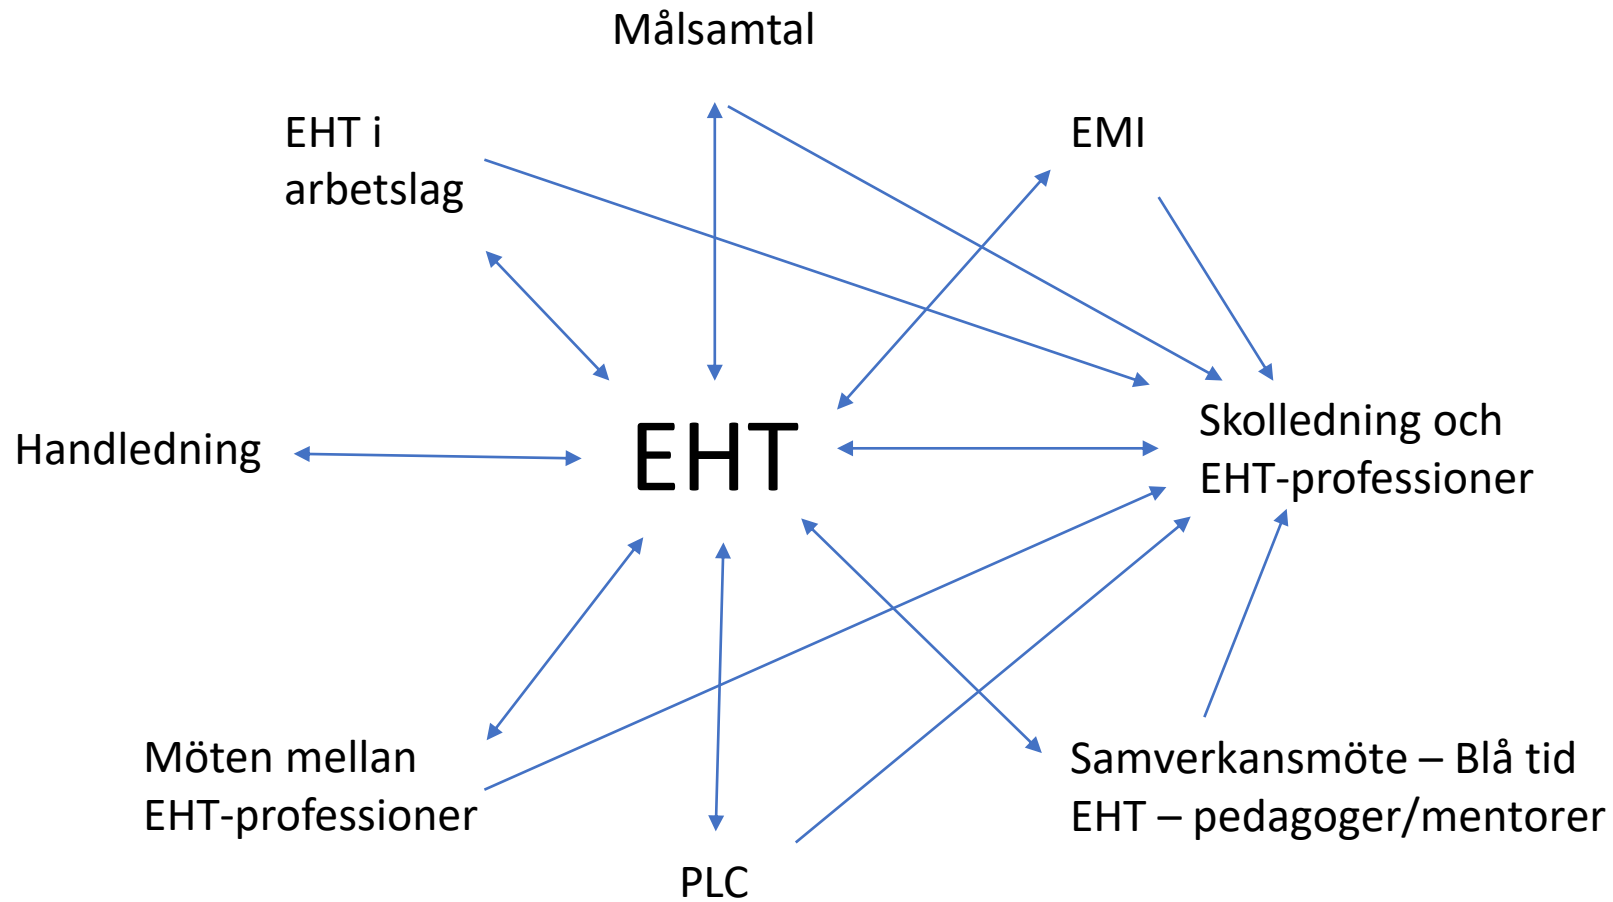 Målsamtal
EHT i
arbetslag
EMI
Handledning
EHT
Skolledning och
EHT-professioner
Möten mellan
EHT-professioner
PLC
Samverkansmöte – Blå tid
EHT – pedagoger/mentorer